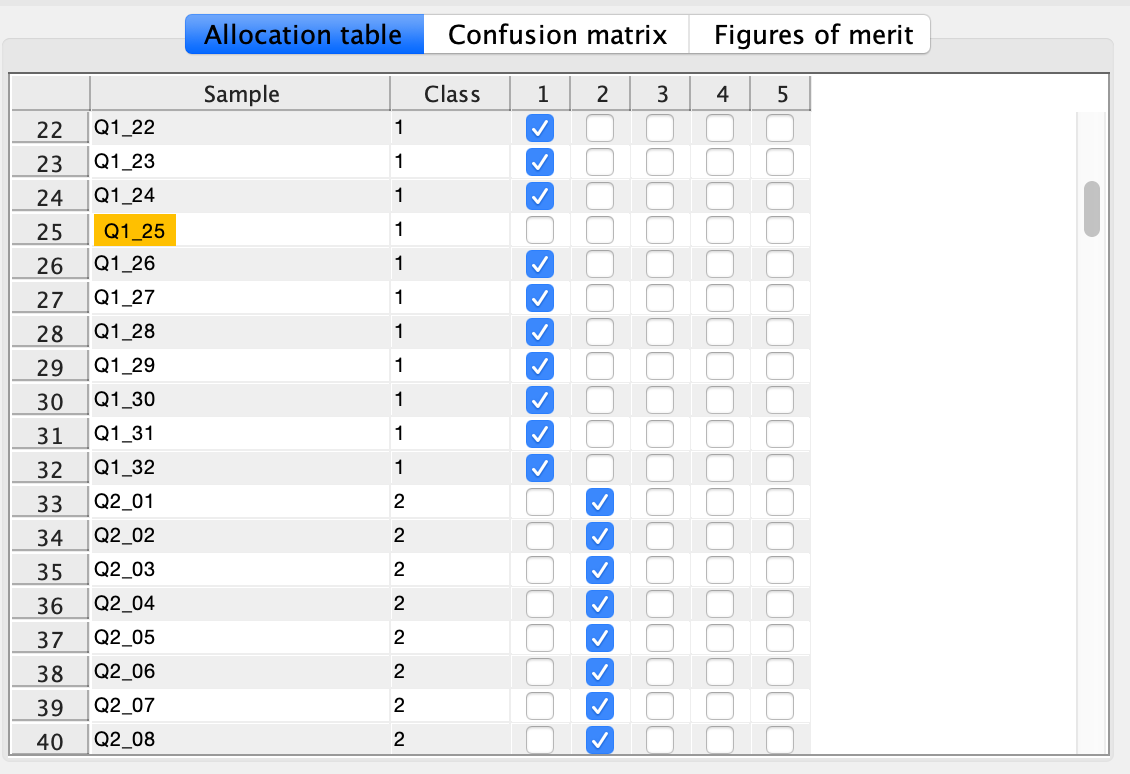 Allocation table Confusion matrix Figures of merit
Sample Class 1 2 3 4 5
22 Q1_22 1
23 Q1_23 1
24 Q1_24 1
25 Q1_25 1
26 Q1_26 1
27 Q1_27 1
28 Q1_28 1
29 Q1_29 1
30 Q1_30 1
31 Q1_31 1
32 Q1_32 1
33 Q2_01 2
34 Q2_02 2
35 Q2_03 2
36 Q2_04 2
37 Q2_05 2
38 Q2_06 2
39 Q2_07 2
40 Q2_08 2